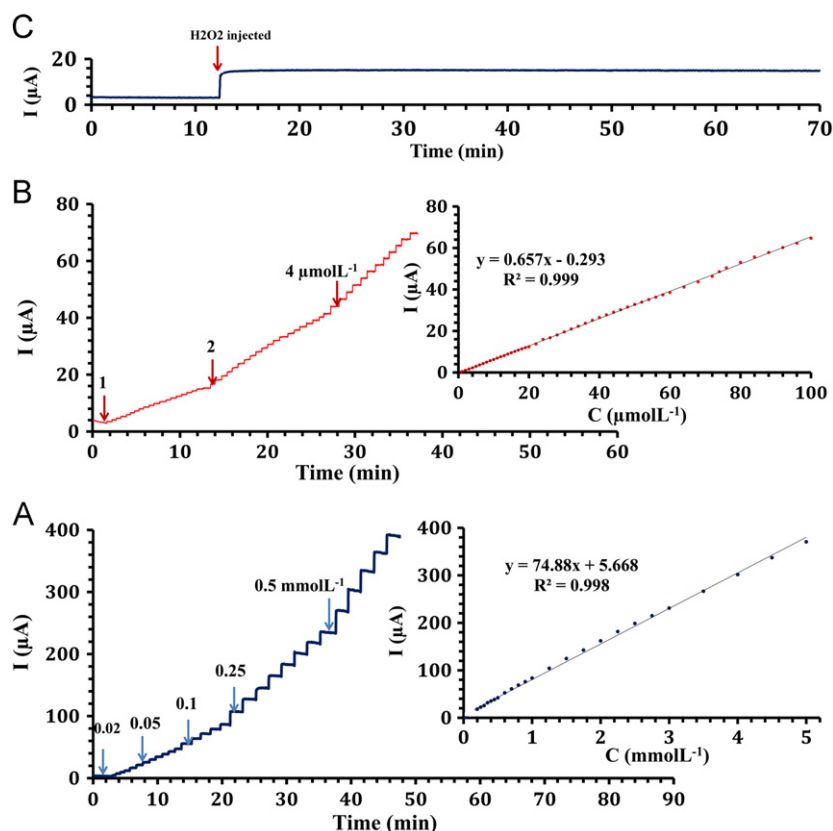 C
H2O2 injected
I (µA)
20
0
0 10 20 30 40 50 60 70
Time (min)
B
I (µA)
80
60
40
20
0
1
2
4 µmolL⁻¹
0 10 20 30 40 50 60
Time (min)
I (µA)
80
60
40
20
0
y = 0.657x - 0.293
R² = 0.999
0 20 40 60 80 100
C (µmolL⁻¹)
A
I (µA)
400
300
200
100
0
0.02
0.05
0.1
0.25
0.5 mmolL⁻¹
0 10 20 30 40 50 60 70 80 90
Time (min)
I (µA)
400
300
200
100
0
y = 74.88x + 5.668
R² = 0.998
0 1 2 3 4 5
C (mmolL⁻¹)